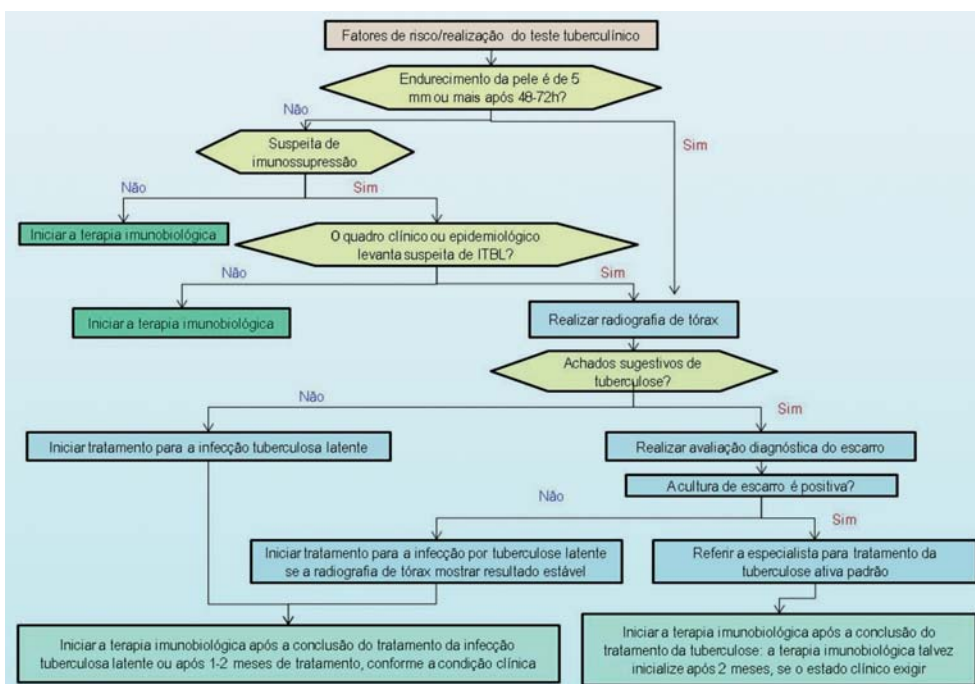 Fatores de risco/realização do teste tuberculínico
Endurecimento da pele é de 5
mm ou mais após 48-72h?
Não
Sim
Suspeita de
imunossupressão
Não
Sim
Iniciar a terapia imunobiológica
O quadro clínico ou epidemiológico
levanta suspeita de ITBL?
Não
Sim
Iniciar a terapia imunobiológica
Realizar radiografia de tórax
Achados sugestivos de
tuberculose?
Não
Sim
Iniciar tratamento para a infecção tuberculosa latente
Realizar avaliação diagnóstica do escarro
A cultura de escarro é positiva?
Não
Sim
Iniciar tratamento para a infecção por tuberculose latente
se a radiografia de tórax mostrar resultado estável
Referir a especialista para tratamento da
tuberculose ativa padrão
Iniciar a terapia imunobiológica após a conclusão do tratamento da infecção
tuberculosa latente ou após 1-2 meses de tratamento, conforme a condição clínica
Iniciar a terapia imunobiológica após a conclusão do
tratamento da tuberculose: a terapia imunobiológica talvez
inicialize após 2 meses, se o estado clínico exigir